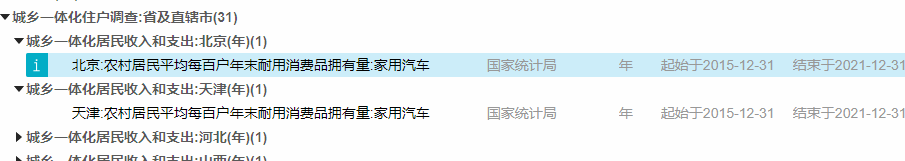 城乡一体化住户调查:省及直辖市(31)
城乡一体化居民收入和支出:北京(年)(1)
i 北京:农村居民平均每百户年末耐用消费品拥有量:家用汽车 国家统计局 年 起始于2015-12-31 结束于2021-12-31
城乡一体化居民收入和支出:天津(年)(1)
天津:农村居民平均每百户年末耐用消费品拥有量:家用汽车 国家统计局 年 起始于2015-12-31 结束于2021-12-31
城乡一体化居民收入和支出:河北(年)(1)
城乡一体化居民收入和支出:山西(年)(1)